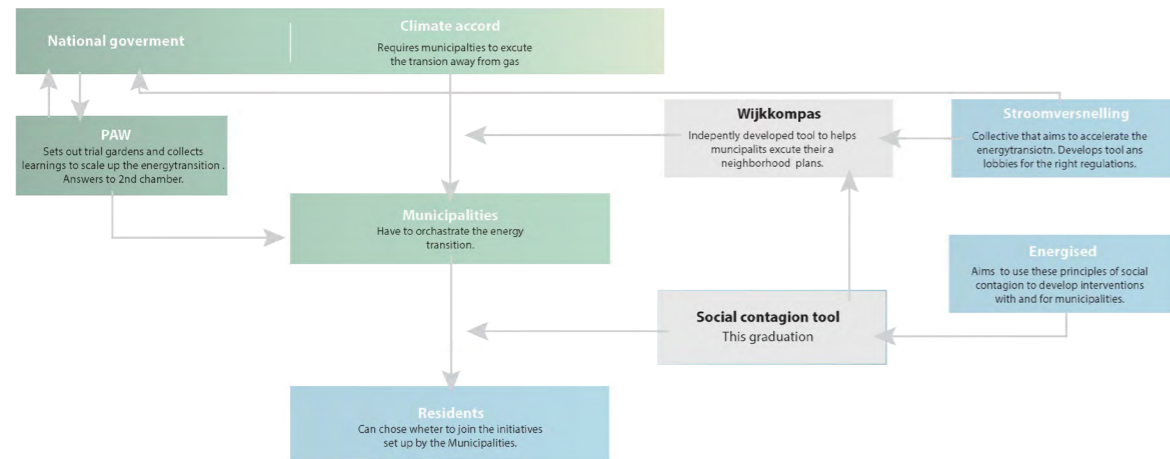 National goverment
Climate accord
Requires municipalties to excute
the transion away from gas
PAW
Sets out trial gardens and collects
learnings to scale up the energytransition .
Answers to 2nd chamber.
Wijkkompas
Indepently developed tool to helps
muncipalits excute their a
neighborhood plans.
Stroomversnelling
Collective that aims to accelerate the
energytransiotn. Develops tool ans
lobbies for the right regulations.
Municipalities
Have to orchastrate the energy
transition.
Energised
Aims to use these principles of social
contagion to develop interventions
with and for municipalities.
Social contagion tool
This graduation
Residents
Can chose wheter to join the initiatives
set up by the Municipalities.